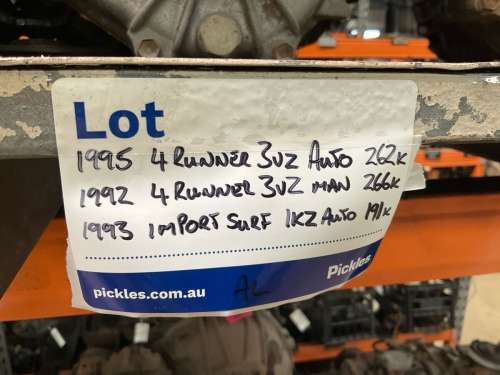 Lot
1995 4 RUNNER 3VZ AUTO 262K
1992 4 RUNNER 3VZ MAN 266K
1993 IMPORT SURF 1KZ AUTO 191K
Pickles
pickles.com.au
AL